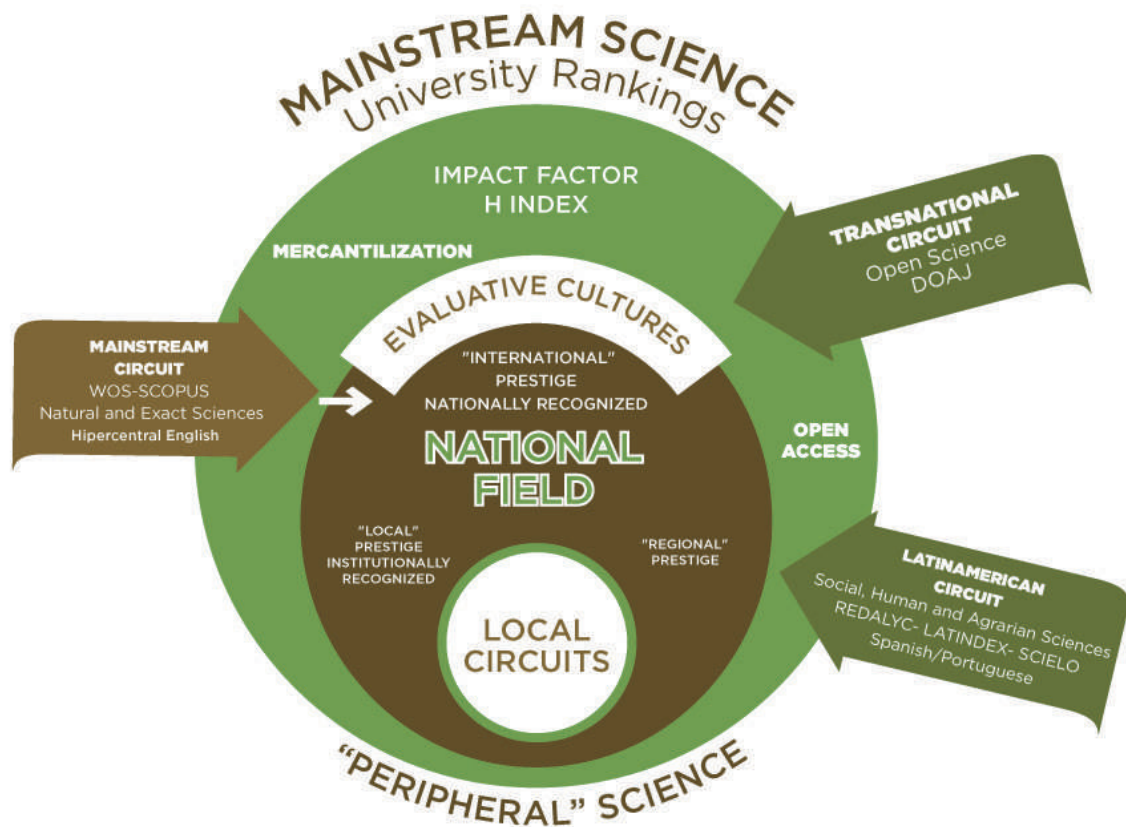 MAINSTREAM SCIENCE
University Rankings
IMPACT FACTOR
H INDEX
MERCANTILIZATION
EVALUATIVE CULTURES
TRANSNATIONAL
CIRCUIT
Open Science
DOAJ
MAINSTREAM
CIRCUIT
WOS-SCOPUS
Natural and Exact Sciences
Hipercentral English
"INTERNATIONAL"
PRESTIGE
NATIONALLY RECOGNIZED
NATIONAL
FIELD
OPEN
ACCESS
"LOCAL"
PRESTIGE
INSTITUTIONALLY
RECOGNIZED
"REGIONAL"
PRESTIGE
LATINAMERICAN
CIRCUIT
Social, Human and Agrarian Sciences
REDALYC- LATINDEX- SCIELO
Spanish/Portuguese
LOCAL
CIRCUITS
“PERIPHERAL” SCIENCE